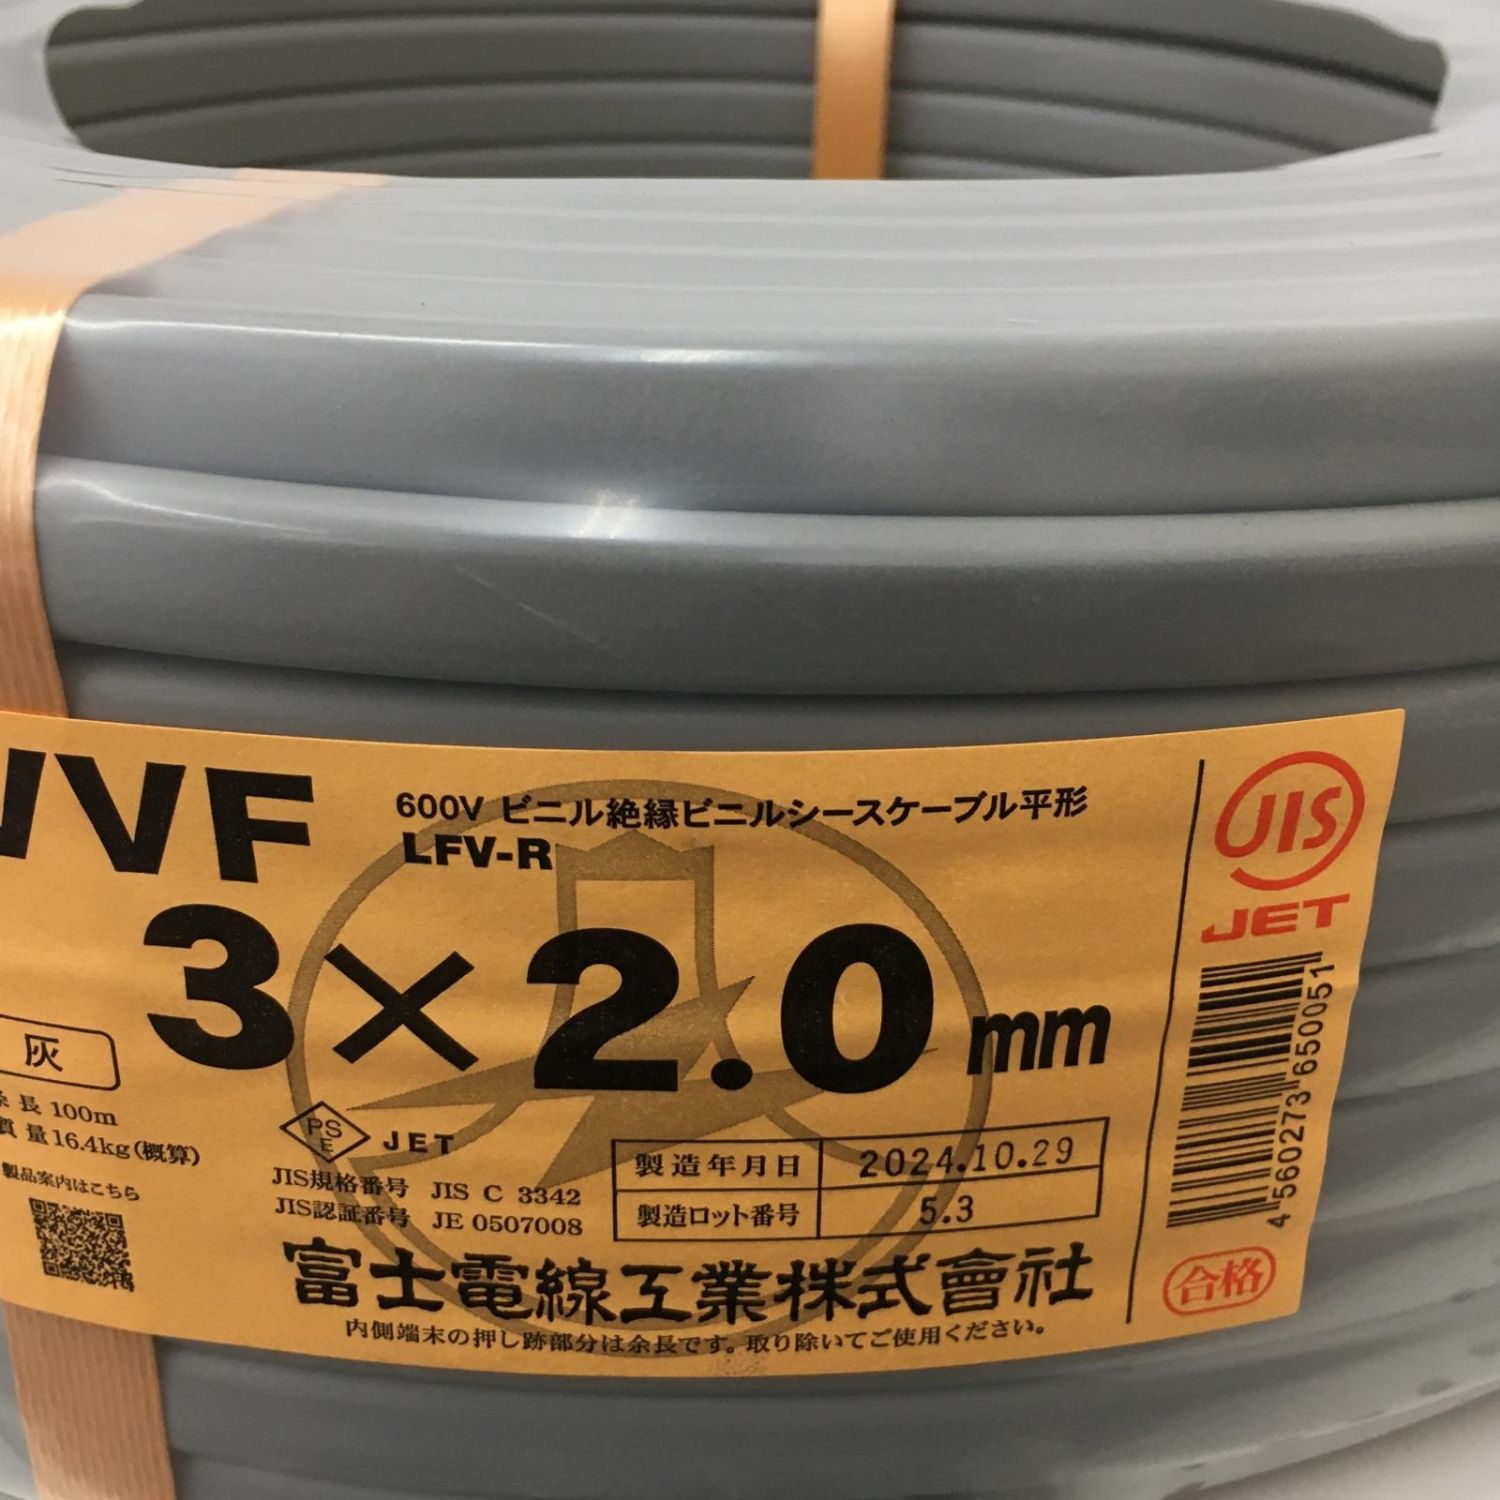 VVF
600V ビニル絶縁ビニルシースケーブル平形
LFV-R
3×2.0mm
灰
条長 100m
質量 16.4kg(概算)
製品案内はこちら
PSE JET
JIS規格番号 JIS C 3342
JIS認証番号 JE 0507008
製造年月日 2024.10.29
製造ロット番号 5.3
富士電線工業株式會社
内側端末の押し跡部分は余長です。取り除いてご使用ください。
JIS
JET
4560273650051
合格